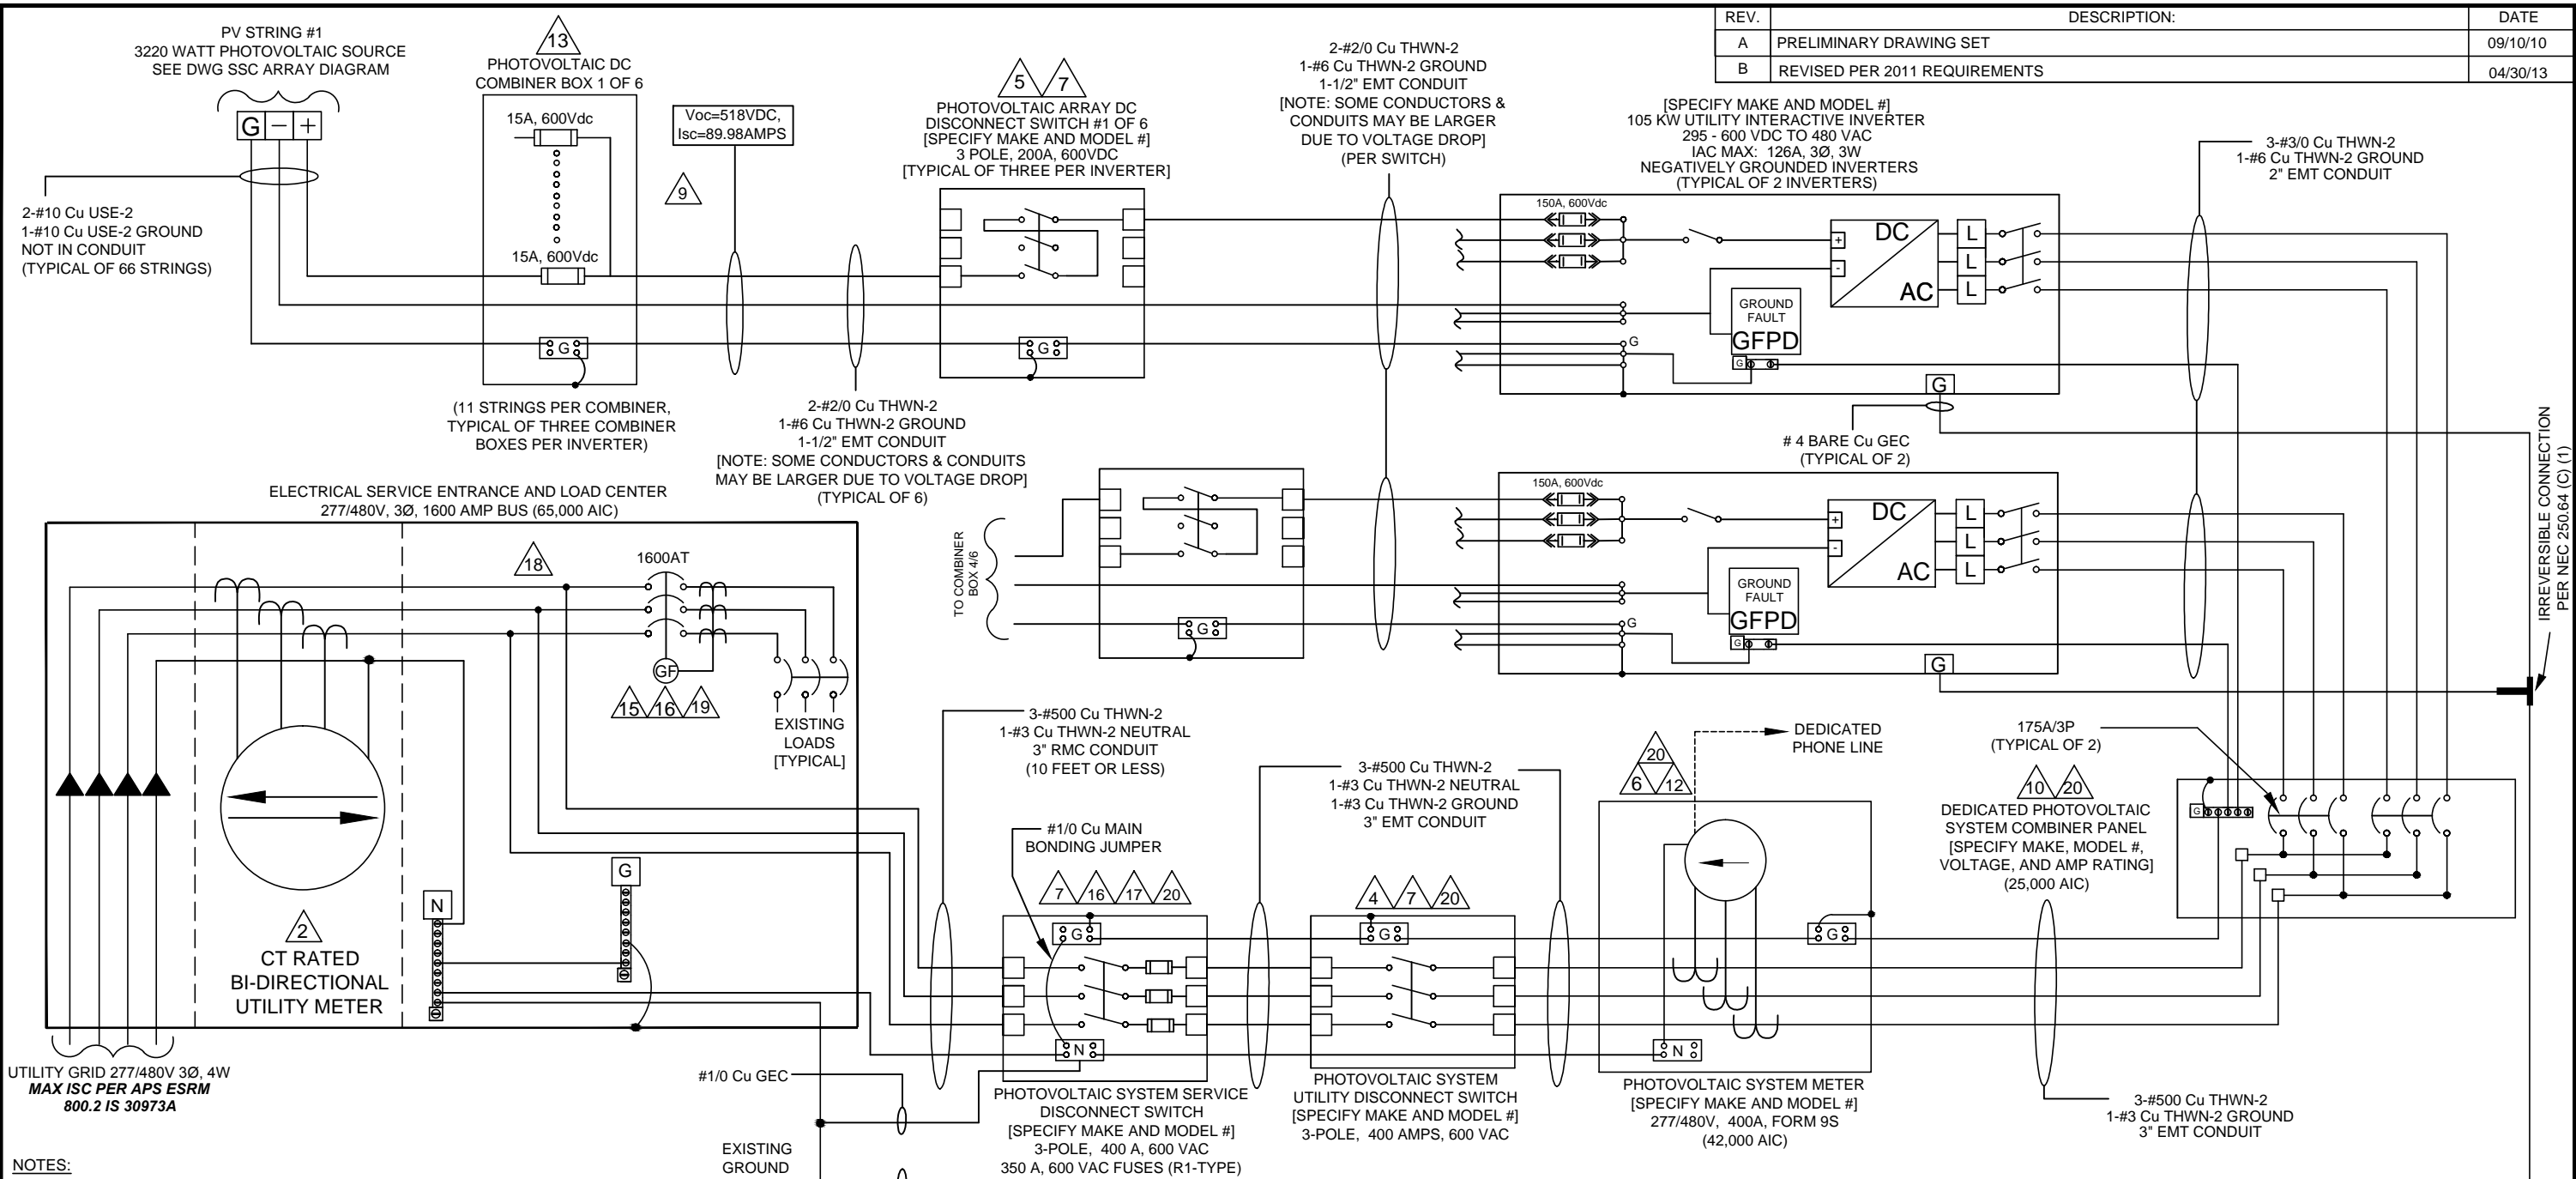 REV.
DESCRIPTION:
DATE
A
PRELIMINARY DRAWING SET
09/10/10
B
REVISED PER 2011 REQUIREMENTS
04/30/13
PV STRING #1
3220 WATT PHOTOVOLTAIC SOURCE
SEE DWG SSC ARRAY DIAGRAM
G
−
+
2-#10 Cu USE-2
1-#10 Cu USE-2 GROUND
NOT IN CONDUIT
(TYPICAL OF 66 STRINGS)
13
PHOTOVOLTAIC DC
COMBINER BOX 1 OF 6
15A, 600Vdc
15A, 600Vdc
G
(11 STRINGS PER COMBINER,
TYPICAL OF THREE COMBINER
BOXES PER INVERTER)
Voc=518VDC,
Isc=89.98AMPS
9
2-#2/0 Cu THWN-2
1-#6 Cu THWN-2 GROUND
1-1/2" EMT CONDUIT
[NOTE: SOME CONDUCTORS & CONDUITS
MAY BE LARGER DUE TO VOLTAGE DROP]
(TYPICAL OF 6)
5
7
PHOTOVOLTAIC ARRAY DC
DISCONNECT SWITCH #1 OF 6
[SPECIFY MAKE AND MODEL #]
3 POLE, 200A, 600VDC
[TYPICAL OF THREE PER INVERTER]
G
2-#2/0 Cu THWN-2
1-#6 Cu THWN-2 GROUND
1-1/2" EMT CONDUIT
[NOTE: SOME CONDUCTORS &
CONDUITS MAY BE LARGER
DUE TO VOLTAGE DROP]
(PER SWITCH)
[SPECIFY MAKE AND MODEL #]
105 KW UTILITY INTERACTIVE INVERTER
295 - 600 VDC TO 480 VAC
IAC MAX: 126A, 3Ø, 3W
NEGATIVELY GROUNDED INVERTERS
(TYPICAL OF 2 INVERTERS)
150A, 600Vdc
+
-
DC
AC
L
L
L
GROUND
FAULT
GFPD
G
G
G
3-#3/0 Cu THWN-2
1-#6 Cu THWN-2 GROUND
2" EMT CONDUIT
# 4 BARE Cu GEC
(TYPICAL OF 2)
IRREVERSIBLE CONNECTION
PER NEC 250.64 (C) (1)
TO COMBINER
BOX 4/6
G
150A, 600Vdc
+
-
DC
AC
L
L
L
GROUND
FAULT
GFPD
G
G
G
ELECTRICAL SERVICE ENTRANCE AND LOAD CENTER
277/480V, 3Ø, 1600 AMP BUS (65,000 AIC)
18
1600AT
GF
15
16
19
EXISTING
LOADS
[TYPICAL]
2
CT RATED
BI-DIRECTIONAL
UTILITY METER
N
G
UTILITY GRID 277/480V 3Ø, 4W
MAX ISC PER APS ESRM
800.2 IS 30973A
3-#500 Cu THWN-2
1-#3 Cu THWN-2 NEUTRAL
3" RMC CONDUIT
(10 FEET OR LESS)
#1/0 Cu MAIN
BONDING JUMPER
7
16
17
20
G
N
PHOTOVOLTAIC SYSTEM SERVICE
DISCONNECT SWITCH
[SPECIFY MAKE AND MODEL #]
3-POLE, 400 A, 600 VAC
350 A, 600 VAC FUSES (R1-TYPE)
#1/0 Cu GEC
EXISTING
GROUND
3-#500 Cu THWN-2
1-#3 Cu THWN-2 NEUTRAL
1-#3 Cu THWN-2 GROUND
3" EMT CONDUIT
4
7
20
G
PHOTOVOLTAIC SYSTEM
UTILITY DISCONNECT SWITCH
[SPECIFY MAKE AND MODEL #]
3-POLE, 400 AMPS, 600 VAC
DEDICATED
PHONE LINE
20
6
12
G
N
PHOTOVOLTAIC SYSTEM METER
[SPECIFY MAKE AND MODEL #]
277/480V, 400A, FORM 9S
(42,000 AIC)
175A/3P
(TYPICAL OF 2)
10
20
DEDICATED PHOTOVOLTAIC
SYSTEM COMBINER PANEL
[SPECIFY MAKE, MODEL #,
VOLTAGE, AND AMP RATING]
(25,000 AIC)
G
3-#500 Cu THWN-2
1-#3 Cu THWN-2 GROUND
3" EMT CONDUIT
NOTES: